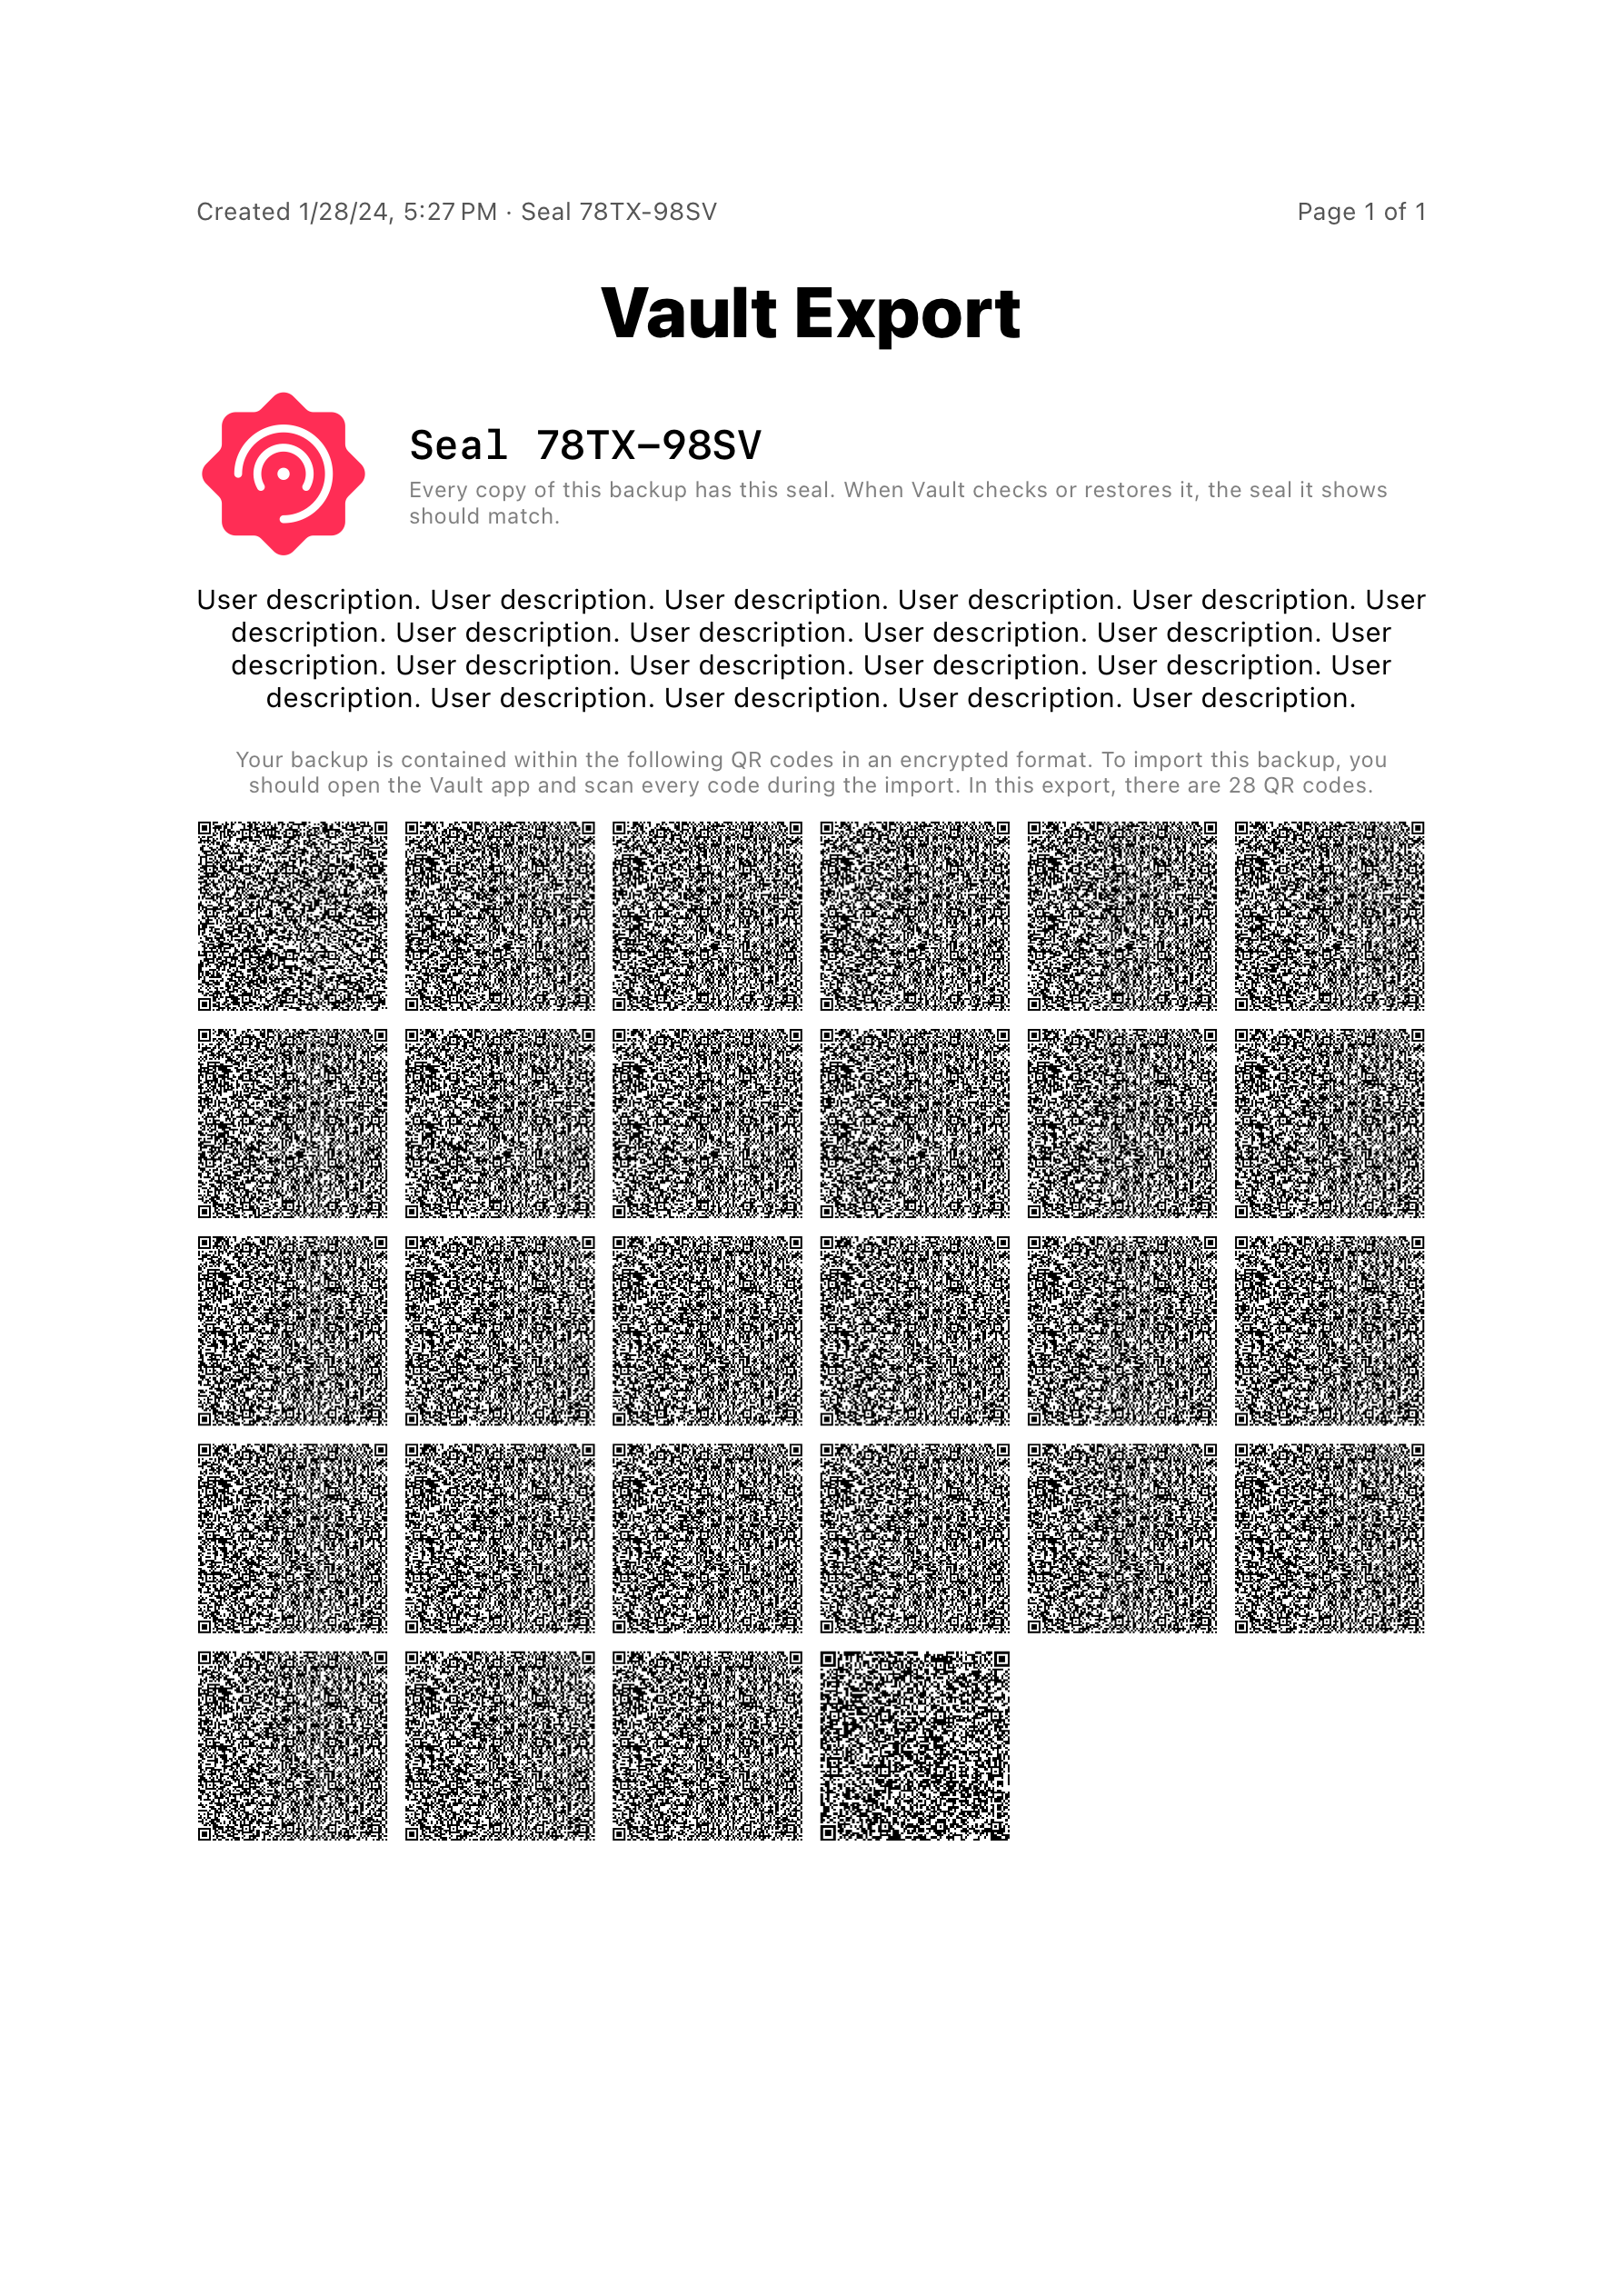 Created 1/28/24, 5:27 PM · Seal 78TX-98SV
Page 1 of 1
Vault Export
Seal 78TX–98SV
Every copy of this backup has this seal. When Vault checks or restores it, the seal it shows
should match.
User description. User description. User description. User description. User description. User
description. User description. User description. User description. User description. User
description. User description. User description. User description. User description. User
description. User description. User description. User description. User description.
Your backup is contained within the following QR codes in an encrypted format. To import this backup, you
should open the Vault app and scan every code during the import. In this export, there are 28 QR codes.